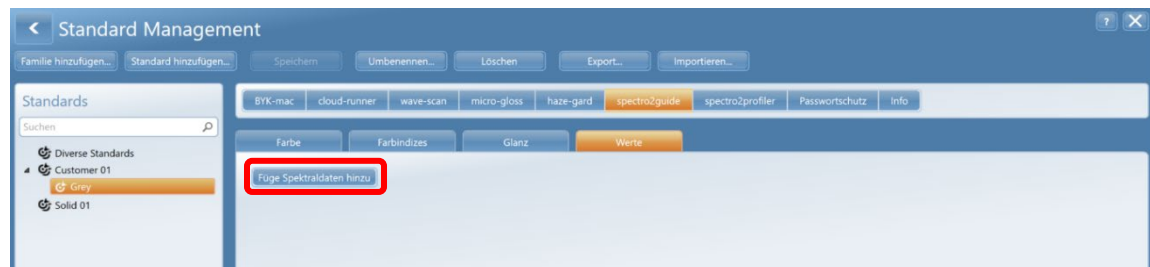 Standard Management
?
Familie hinzufügen... Standard hinzufügen... Speichern Umbenennen... Löschen Export... Importieren...
Standards
BYK-mac cloud-runner wave-scan micro-gloss haze-gard spectro2guide spectro2profiler Passwortschutz Info
Suchen
Farbe Farbindizes Glanz Werte
Diverse Standards
Customer 01
Grey
Solid 01
Füge Spektraldaten hinzu